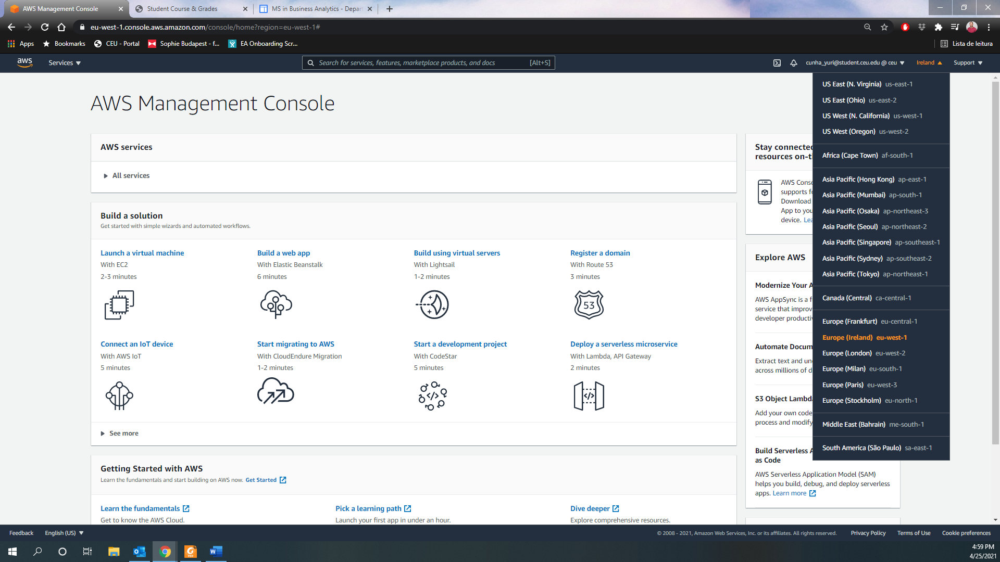 AWS Management Console
Student Course & Grades
MS in Business Analytics - Depar
eu-west-1.console.aws.amazon.com/console/home?region=eu-west-1#
Apps
Bookmarks
CEU - Portal
Sophie Budapest - f...
EA Onboarding Scr...
Lista de leitura
aws
Services
Search for services, features, marketplace products, and docs
[Alt+S]
cunha_yuri@student.ceu.edu @ ceu
Ireland
Support
AWS Management Console
AWS services
All services
Build a solution
Get started with simple wizards and automated workflows.
Launch a virtual machine
With EC2
2-3 minutes
Build a web app
With Elastic Beanstalk
6 minutes
Build using virtual servers
With Lightsail
1-2 minutes
Register a domain
With Route 53
3 minutes
53
Connect an IoT device
With AWS IoT
5 minutes
Start migrating to AWS
With CloudEndure Migration
1-2 minutes
Start a development project
With CodeStar
5 minutes
Deploy a serverless microservice
With Lambda, API Gateway
2 minutes
</>
</>
See more
Getting Started with AWS
Learn the fundamentals and start building on AWS now. Get Started
Learn the fundamentals
Get to know the AWS Cloud.
Pick a learning path
Launch your first app in under an hour.
Dive deeper
Explore comprehensive resources.
Stay connected
resources on-t
AWS Conso
supports fo
Download
App to you
device. Lea
Explore AWS
Modernize Your A
AWS AppSync is a f
service that improv
developer productiv
Automate Docum
Extract text and un
across millions of d
S3 Object Lambda
Add your own code
process and modify
Build Serverless A
as Code
AWS Serverless Application Model (SAM)
helps you build, debug, and deploy serverless
apps. Learn more
US East (N. Virginia) us-east-1
US East (Ohio) us-east-2
US West (N. California) us-west-1
US West (Oregon) us-west-2
Africa (Cape Town) af-south-1
Asia Pacific (Hong Kong) ap-east-1
Asia Pacific (Mumbai) ap-south-1
Asia Pacific (Osaka) ap-northeast-3
Asia Pacific (Seoul) ap-northeast-2
Asia Pacific (Singapore) ap-southeast-1
Asia Pacific (Sydney) ap-southeast-2
Asia Pacific (Tokyo) ap-northeast-1
Canada (Central) ca-central-1
Europe (Frankfurt) eu-central-1
Europe (Ireland) eu-west-1
Europe (London) eu-west-2
Europe (Milan) eu-south-1
Europe (Paris) eu-west-3
Europe (Stockholm) eu-north-1
Middle East (Bahrain) me-south-1
South America (São Paulo) sa-east-1
Feedback
English (US)
© 2008 - 2021, Amazon Web Services, Inc. or its affiliates. All rights reserved.
Privacy Policy
Terms of Use
Cookie preferences
4:59 PM
4/25/2021